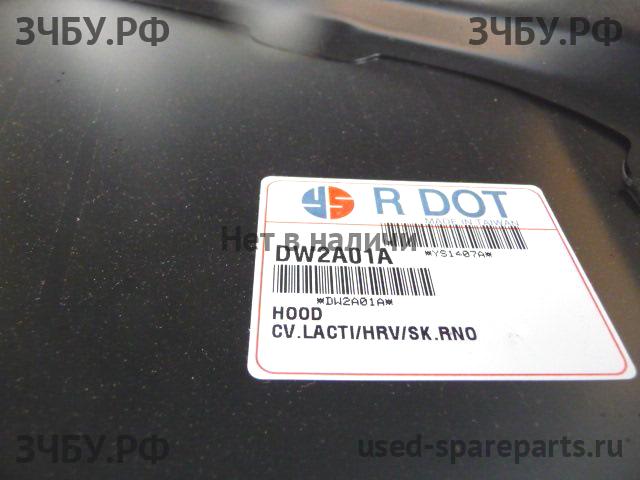 ЗЧБУ.РФ
ЗЧБУ.РФ
YS R DOT
MADE IN TAIWAN
Нет в наличии
DW2A01A
*YS1407A*
*DW2A01A*
HOOD
CV.LACTI/HRV/SK.RNO
ЗЧБУ.РФ
used-spareparts.ru